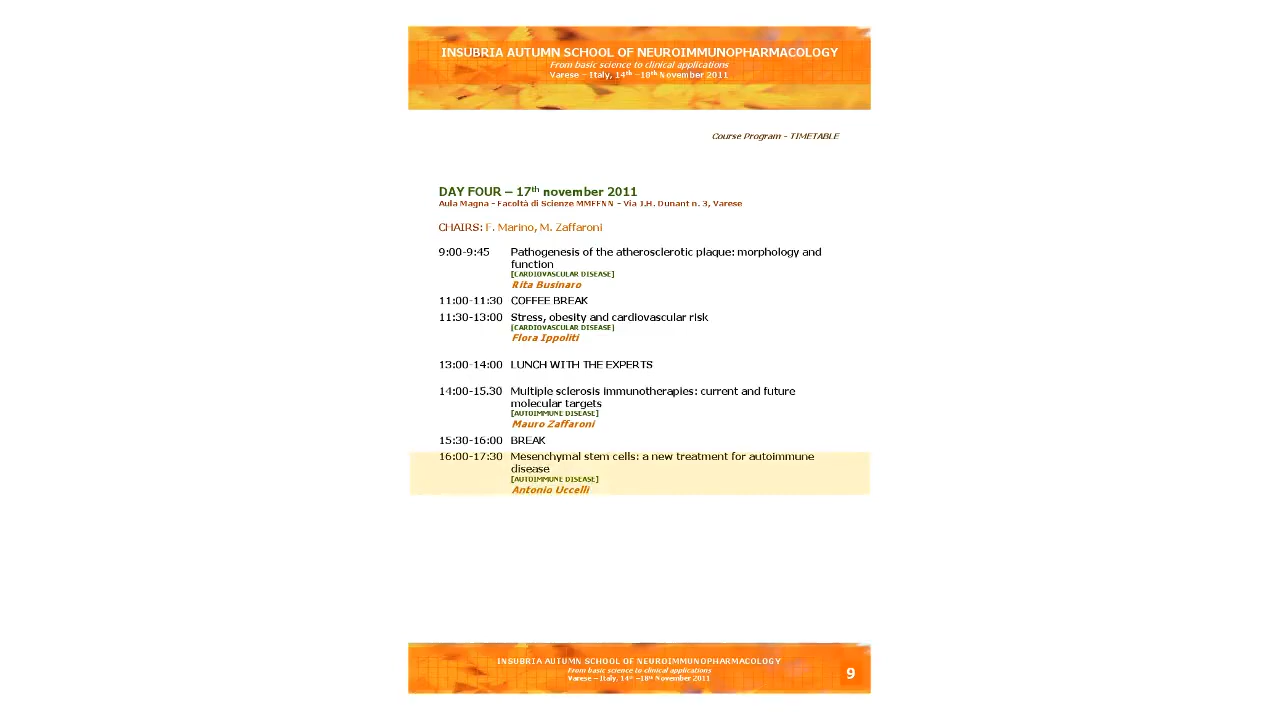 INSUBRIA AUTUMN SCHOOL OF NEUROIMMUNOPHARMACOLOGY
From basic science to clinical applications
Varese – Italy, 14th –18th November 2011
Course Program - TIMETABLE
DAY FOUR – 17th november 2011
Aula Magna - Facoltà di Scienze MMFFNN – Via J.H. Dunant n. 3, Varese
CHAIRS: F. Marino, M. Zaffaroni
9:00-9:45 Pathogenesis of the atherosclerotic plaque: morphology and
function
[CARDIOVASCULAR DISEASE]
Rita Businaro
11:00-11:30 COFFEE BREAK
11:30-13:00 Stress, obesity and cardiovascular risk
[CARDIOVASCULAR DISEASE]
Flora Ippoliti
13:00-14:00 LUNCH WITH THE EXPERTS
14:00-15.30 Multiple sclerosis immunotherapies: current and future
molecular targets
[AUTOIMMUNE DISEASE]
Mauro Zaffaroni
15:30-16:00 BREAK
16:00-17:30 Mesenchymal stem cells: a new treatment for autoimmune
disease
[AUTOIMMUNE DISEASE]
Antonio Uccelli
INSUBRIA AUTUMN SCHOOL OF NEUROIMMUNOPHARMACOLOGY
From basic science to clinical applications
Varese – Italy, 14th –18th November 2011
9